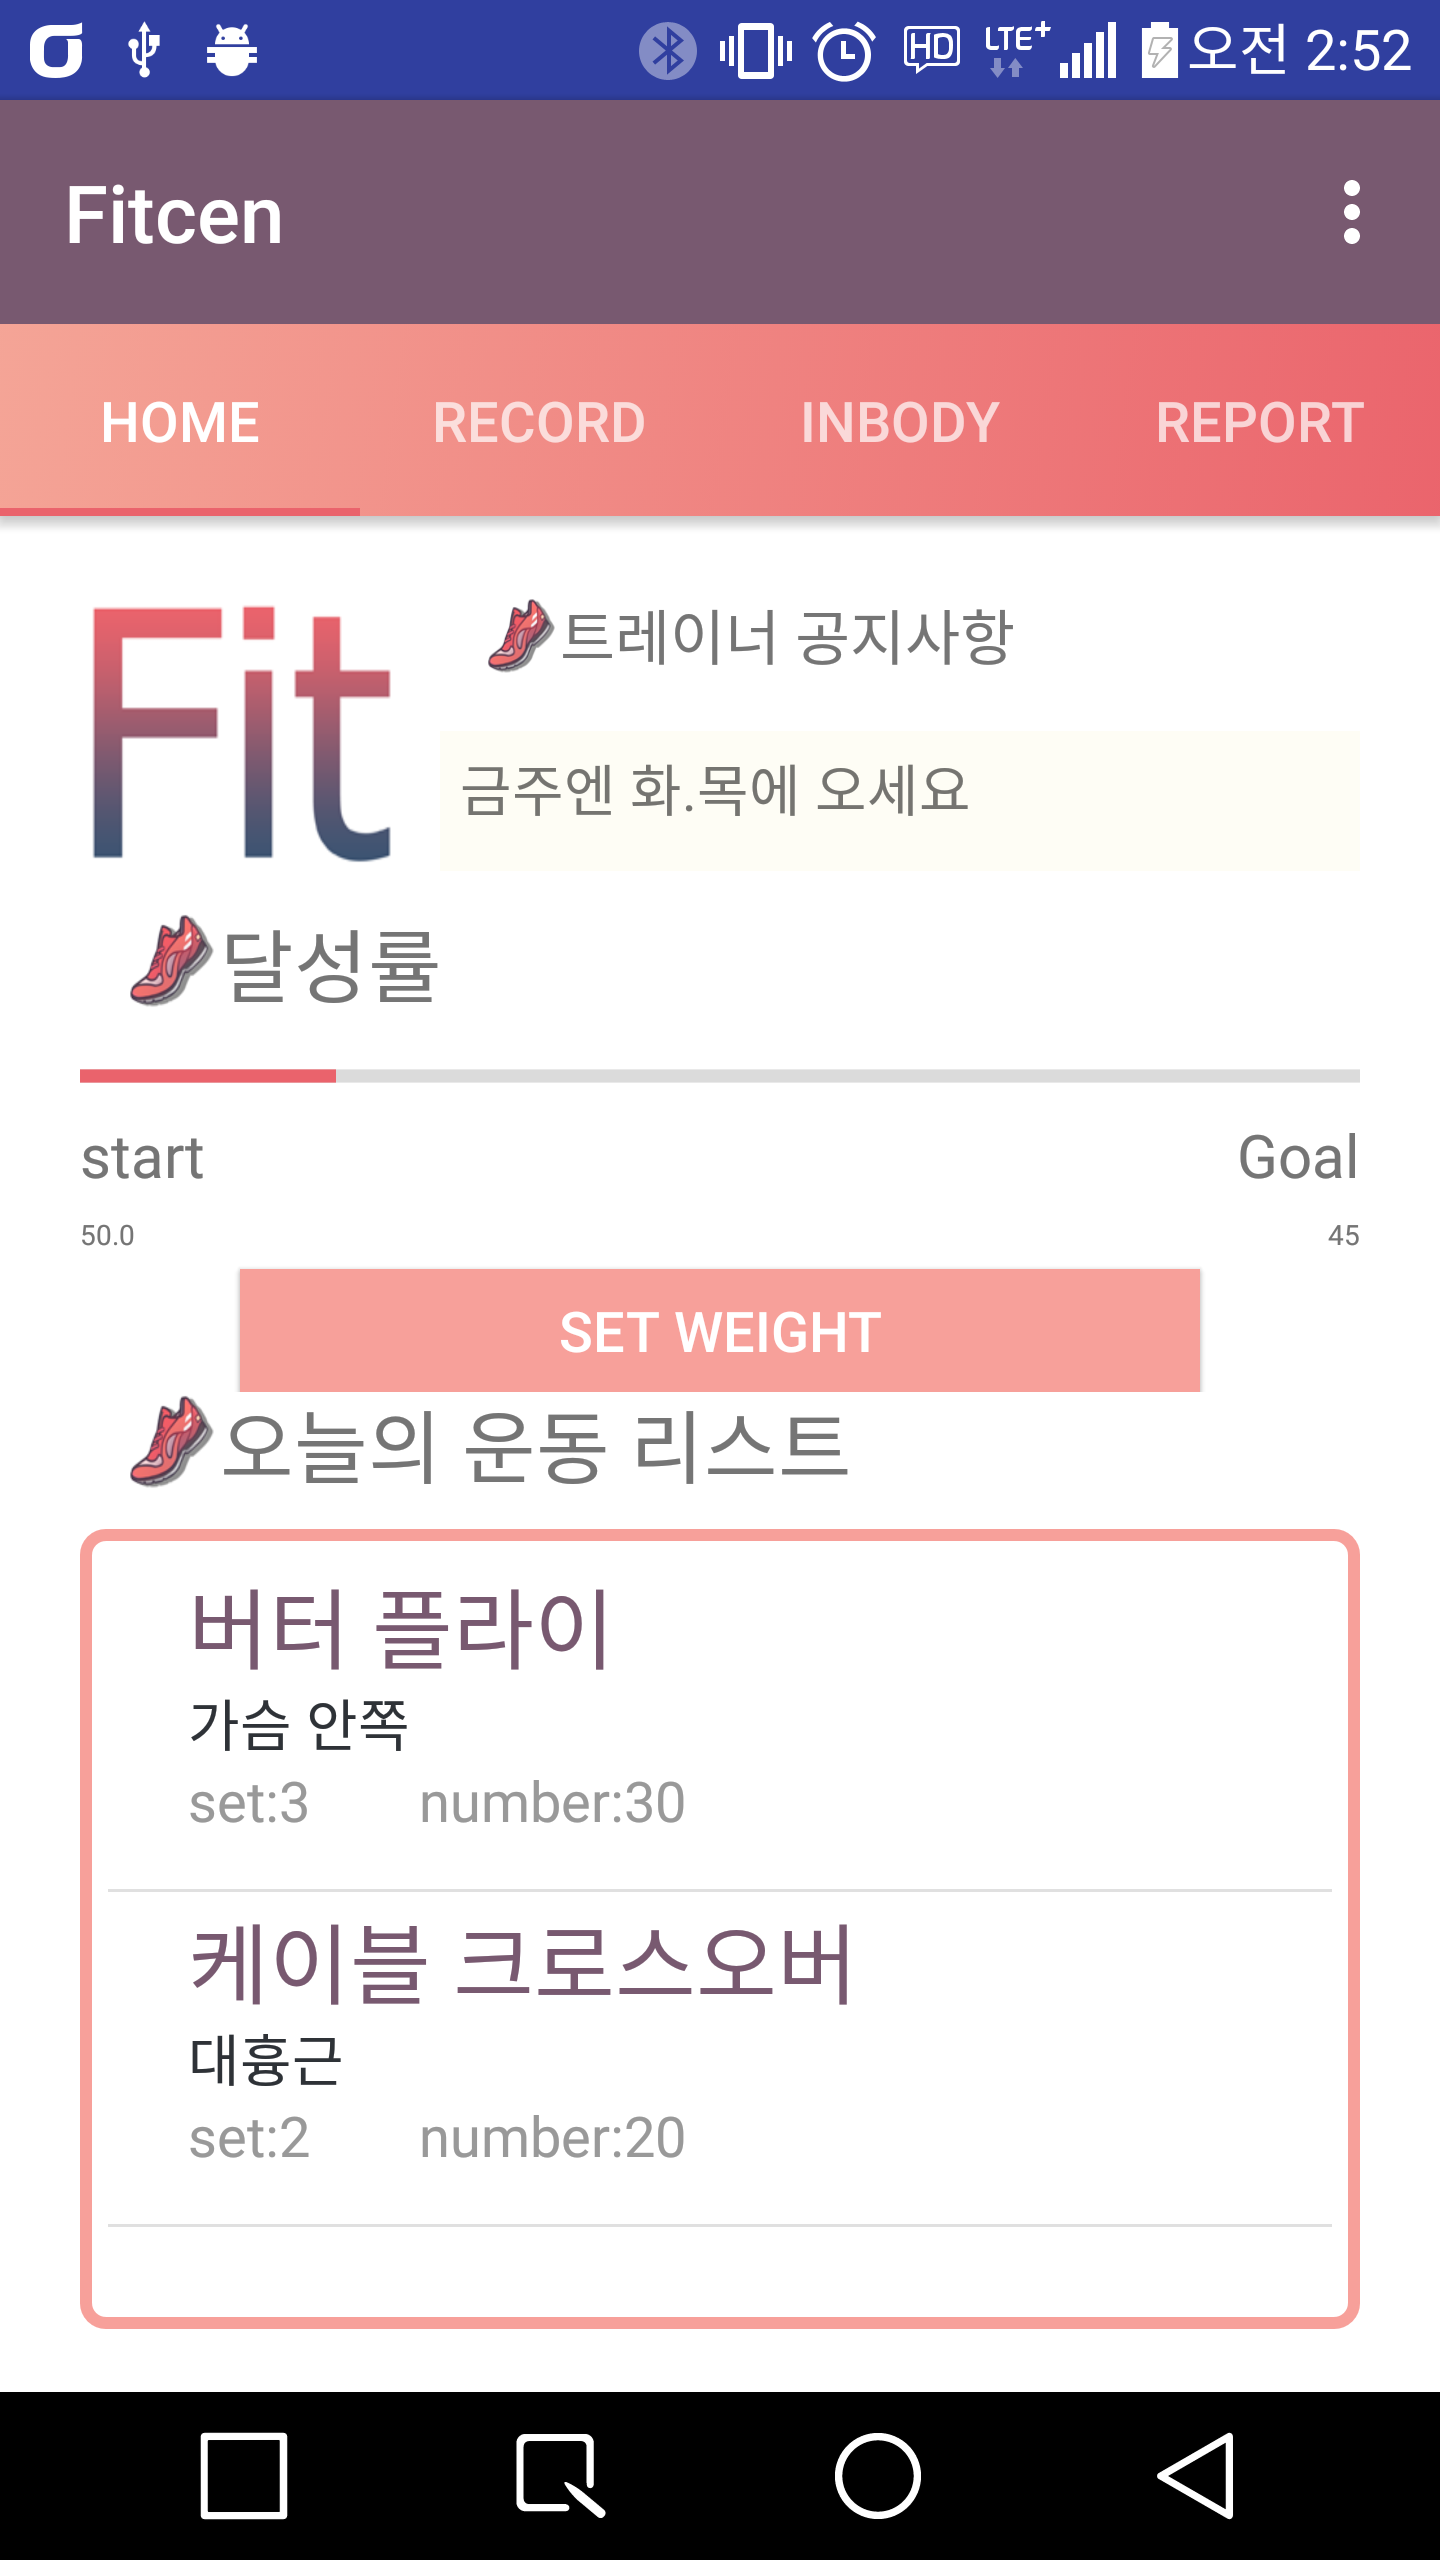 HD LTE+ 오전 2:52
Fitcen
HOME RECORD INBODY REPORT
Fit
트레이너 공지사항
금주엔 화.목에 오세요
달성률
start Goal
50.0 45
SET WEIGHT
오늘의 운동 리스트
버터 플라이
가슴 안쪽
set:3 number:30
케이블 크로스오버
대흉근
set:2 number:20